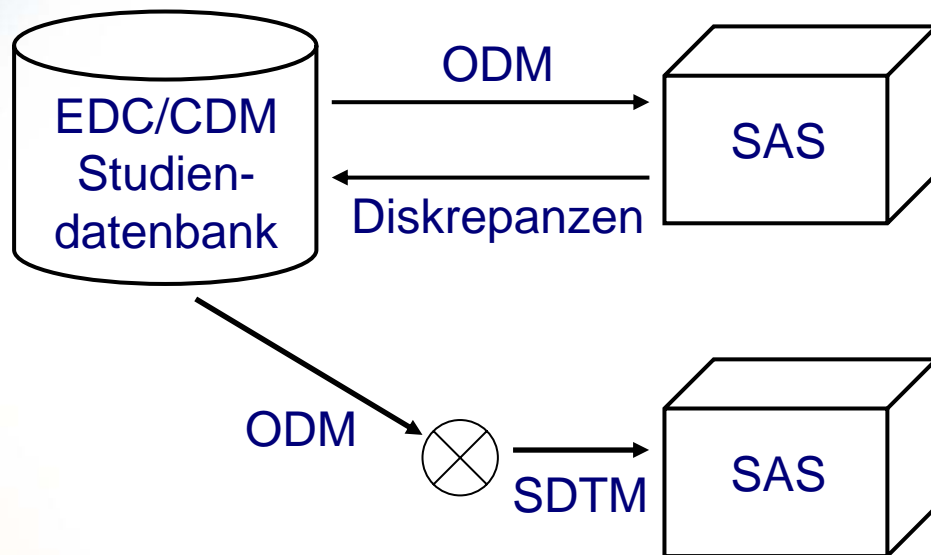 ODM
EDC/CDM
Studien-
datenbank
SAS
Diskrepanzen
ODM
SDTM
SAS